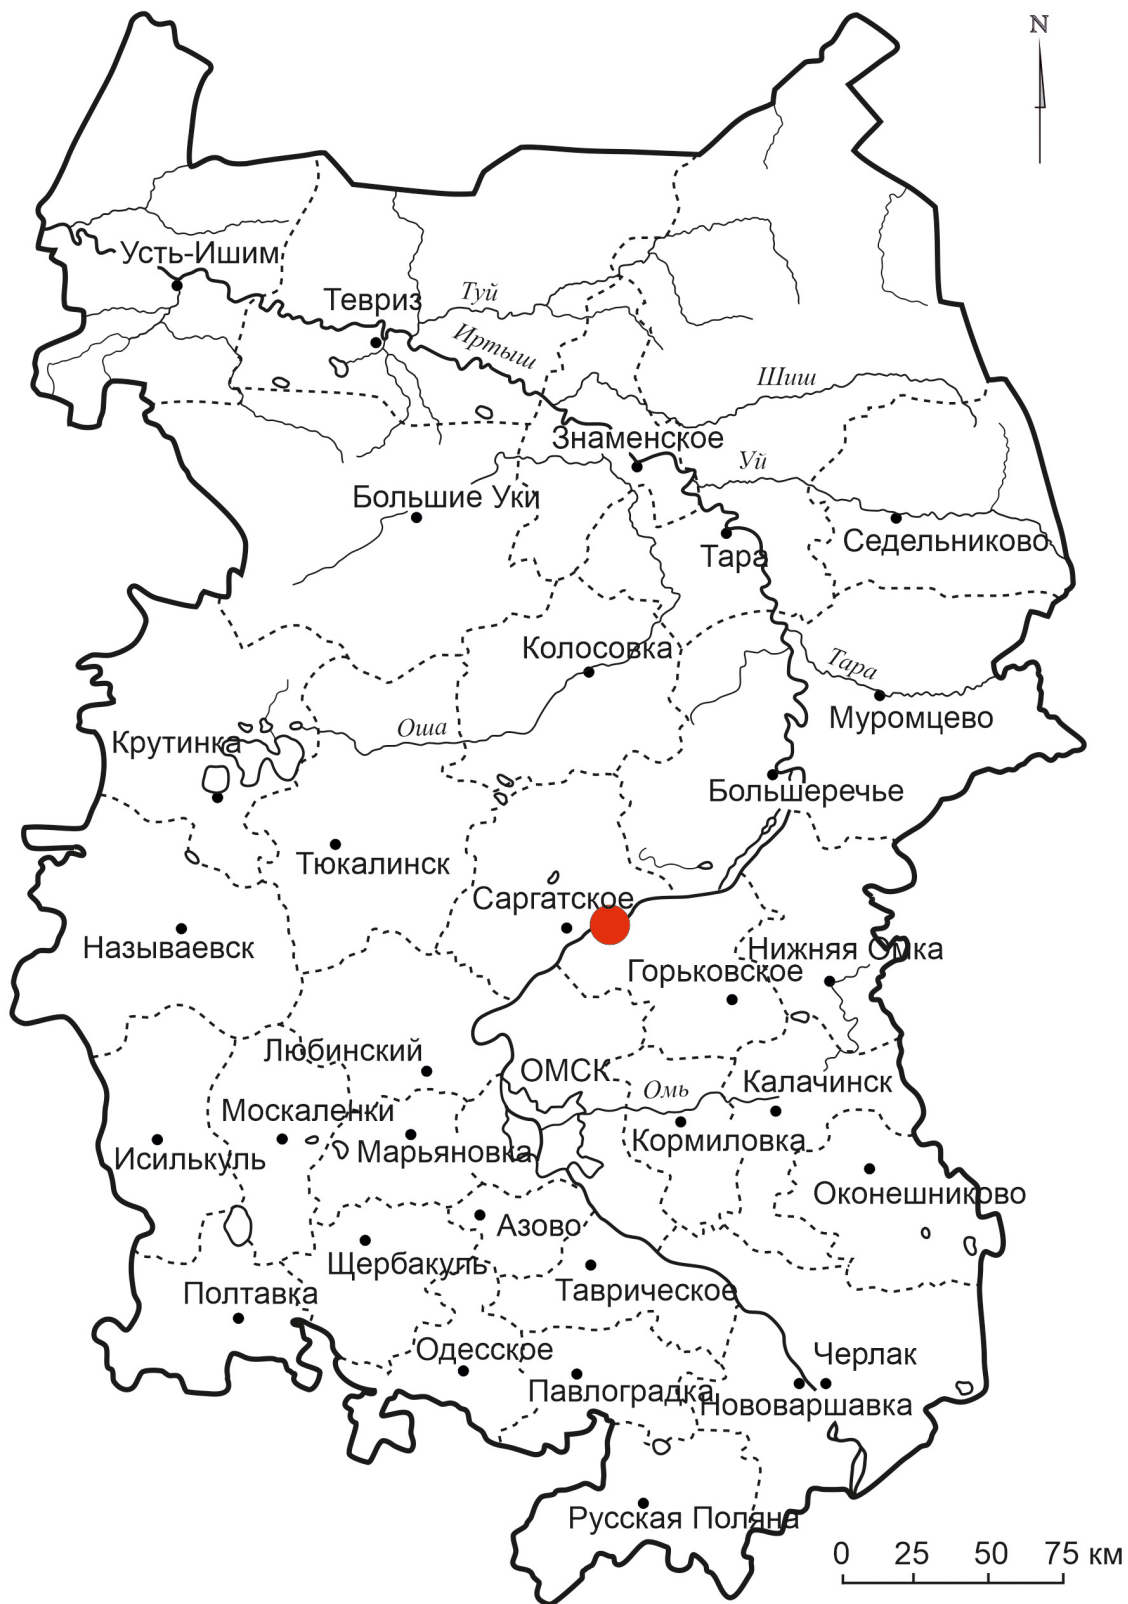 N
Усть-Ишим
Тевриз
Туй
Иртыш
Шиш
Знаменское
Уй
Большие Уки
Тара
Седельниково
Колосовка
Тара
Муромцево
Оша
Крутинка
Большеречье
Тюкалинск
Саргатское
Называевск
Нижняя Омка
Горьковское
Любинский
ОМСК
Омь
Калачинск
Москаленки
Кормиловка
Исилькуль
Марьяновка
Оконешниково
Азово
Щербакуль
Таврическое
Полтавка
Одесское
Черлак
Павлоградка
Нововаршавка
Русская Поляна
0 25 50 75 км